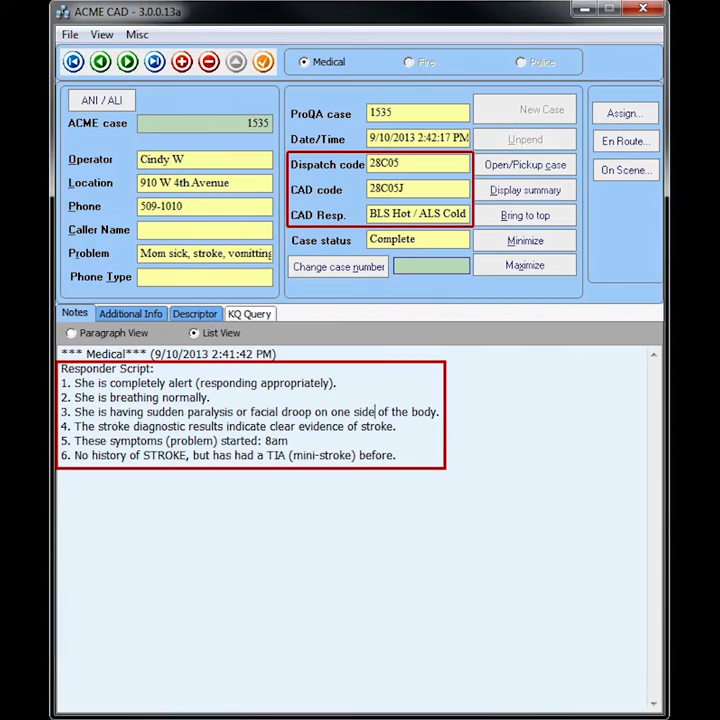 ACME CAD - 3.0.0.13a
File View Misc
Medical Fire Police
ANI / ALI
ACME case 1535
Operator Cindy W
Location 910 W 4th Avenue
Phone 509-1010
Caller Name
Problem Mom sick, stroke, vomitting
Phone Type
ProQA case 1535
Date/Time 9/10/2013 2:42:17 PM
Dispatch code 28C05
CAD code 28C05J
CAD Resp. BLS Hot / ALS Cold
Case status Complete
Change case number
New Case
Unpend
Open/Pickup case
Display summary
Bring to top
Minimize
Maximize
Assign...
En Route...
On Scene...
Notes Additional Info Descriptor KQ Query
Paragraph View List View
*** Medical*** (9/10/2013 2:41:42 PM)
Responder Script:
1. She is completely alert (responding appropriately).
2. She is breathing normally.
3. She is having sudden paralysis or facial droop on one side of the body.
4. The stroke diagnostic results indicate clear evidence of stroke.
5. These symptoms (problem) started: 8am
6. No history of STROKE, but has had a TIA (mini-stroke) before.